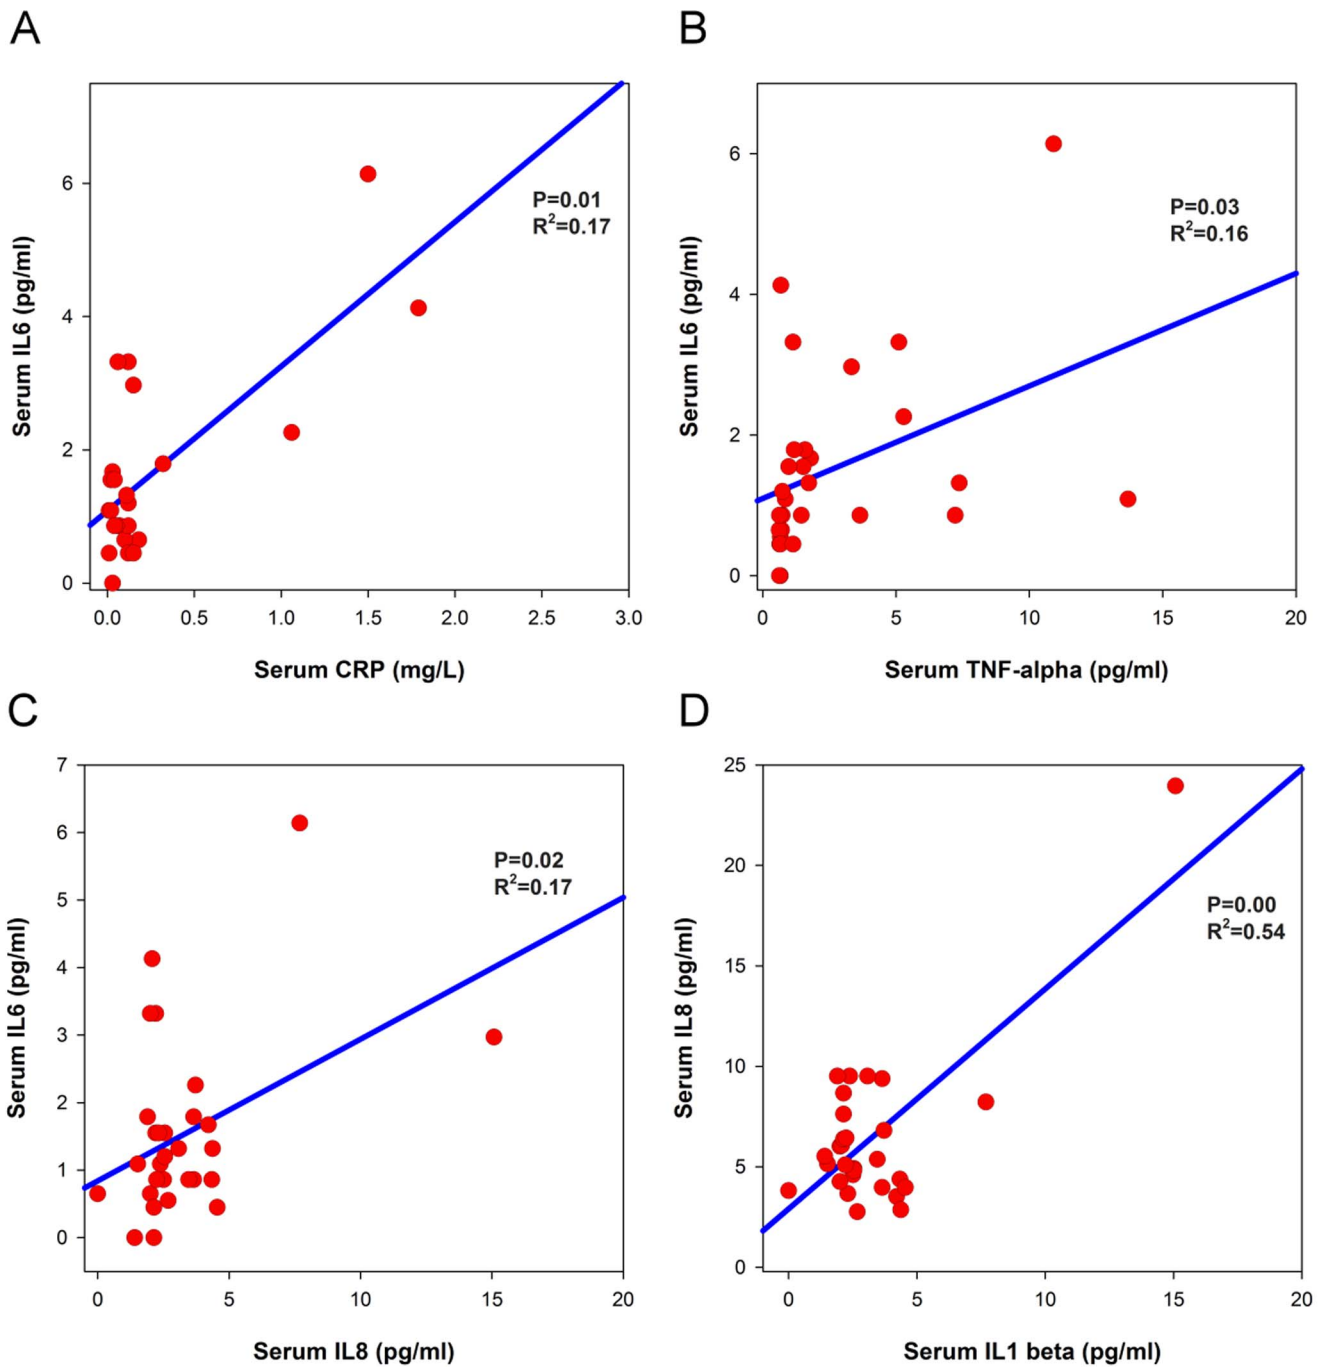 A
6
4
2
0
Serum IL6 (pg/ml)
P=0.01
R²=0.17
0.0 0.5 1.0 1.5 2.0 2.5 3.0
Serum CRP (mg/L)
B
6
4
2
0
Serum IL6 (pg/ml)
P=0.03
R²=0.16
0 5 10 15 20
Serum TNF-alpha (pg/ml)
C
7
6
5
4
3
2
1
0
Serum IL6 (pg/ml)
P=0.02
R²=0.17
0 5 10 15 20
Serum IL8 (pg/ml)
D
25
20
15
10
5
0
Serum IL8 (pg/ml)
P=0.00
R²=0.54
0 5 10 15 20
Serum IL1 beta (pg/ml)